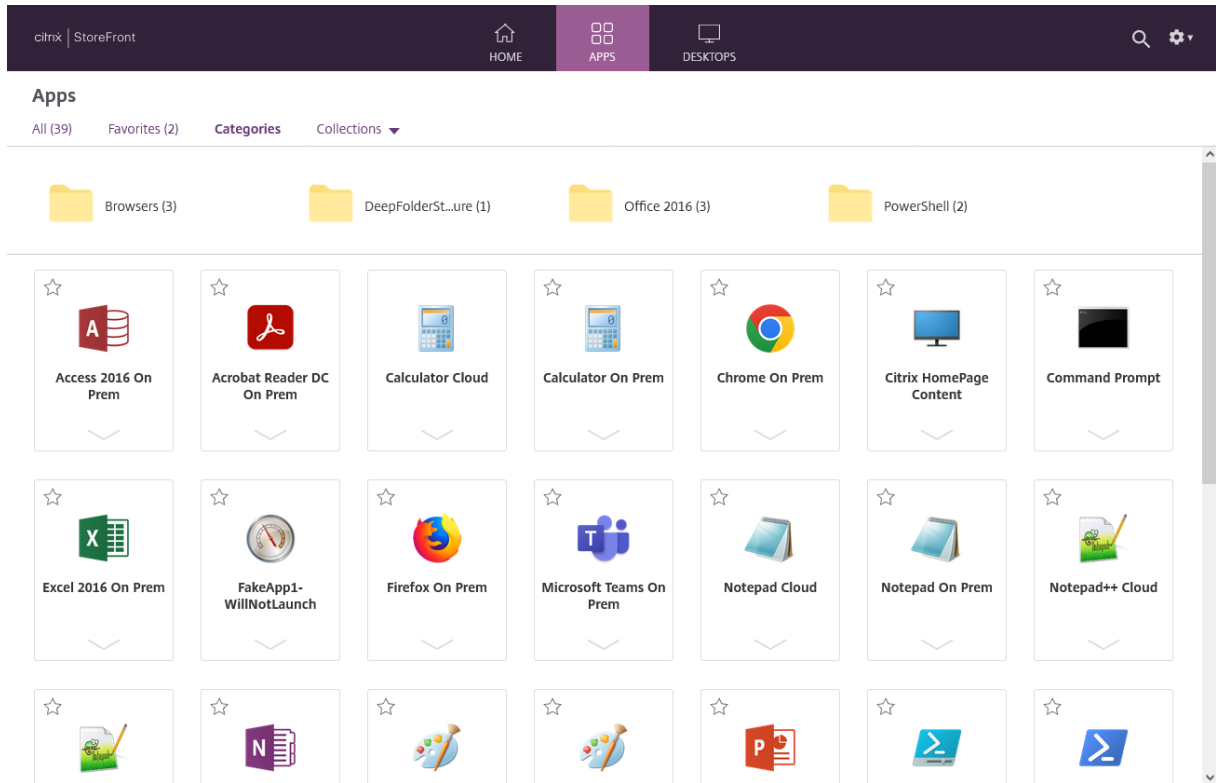 citrix StoreFront
HOME
APPS
DESKTOPS
Apps
All (39) Favorites (2) Categories Collections
Browsers (3)
DeepFolderSt...ure (1)
Office 2016 (3)
PowerShell (2)
Access 2016 On
Prem
Acrobat Reader DC
On Prem
Calculator Cloud
Calculator On Prem
Chrome On Prem
Citrix HomePage
Content
Command Prompt
Excel 2016 On Prem
FakeApp1-
WillNotLaunch
Firefox On Prem
Microsoft Teams On
Prem
Notepad Cloud
Notepad On Prem
Notepad++ Cloud